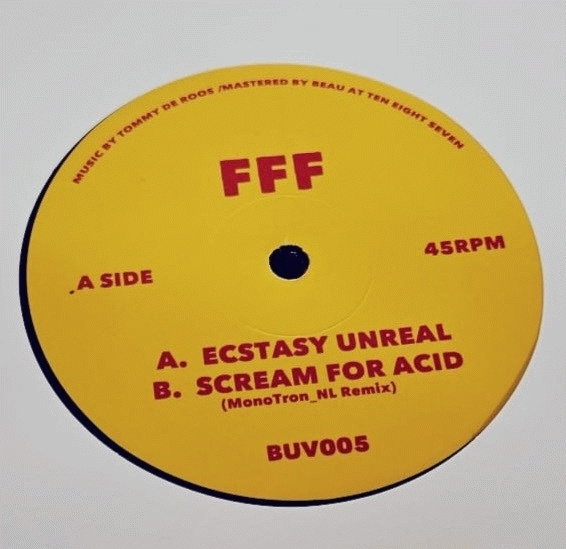 MUSIC BY TOMMY DE ROOS /MASTERED BY BEAU AT TEN EIGHT SEVEN
FFF
45RPM
A SIDE
A. ECSTASY UNREAL
B. SCREAM FOR ACID
(MonoTron_NL Remix)
BUV005